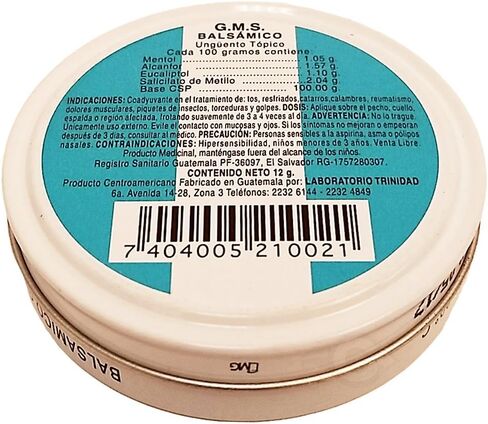 G.M.S.
BALSÁMICO
Ungüento Tópico
Cada 100 gramos contiene:
Mentol 1.05 g
Alcanfor 1.57 g
Eucaliptol 1.10 g
Salicilato de Metilo 2.04 g
Base CSP 100.00 g
INDICACIONES: Coadyuvante en el tratamiento de: tos, resfriados, catarros, calambres, reumatismo,
dolores musculares, piquetes de insectos, torceduras y golpes. DOSIS: Aplique sobre el pecho, cuello,
espalda o región afectada, frotando suavemente de 3 a 4 veces al día. ADVERTENCIA: No lo trague.
Unicamente uso externo. Evite el contacto con mucosas y ojos. Si los síntomas no mejoran o empeoran
después de 3 días, consultar al médico. PRECAUCIÓN: Personas sensibles a la aspirina, asma o pólipos
nasales. CONTRAINDICACIONES: Hipersensibilidad, niños menores de 3 años. Venta Libre.
Producto Medicinal, manténgase fuera del alcance de los niños.
Registro Sanitario Guatemala PF-36097, El Salvador RG-1757280307.
CONTENIDO NETO 12 g.
Producto Centroamericano Fabricado en Guatemala por: LABORATORIO TRINIDAD
6a. Avenida 14-28, Zona 3 Teléfonos: 2232 6144 - 2232 4849
7 404005 210021
BALSAMICO